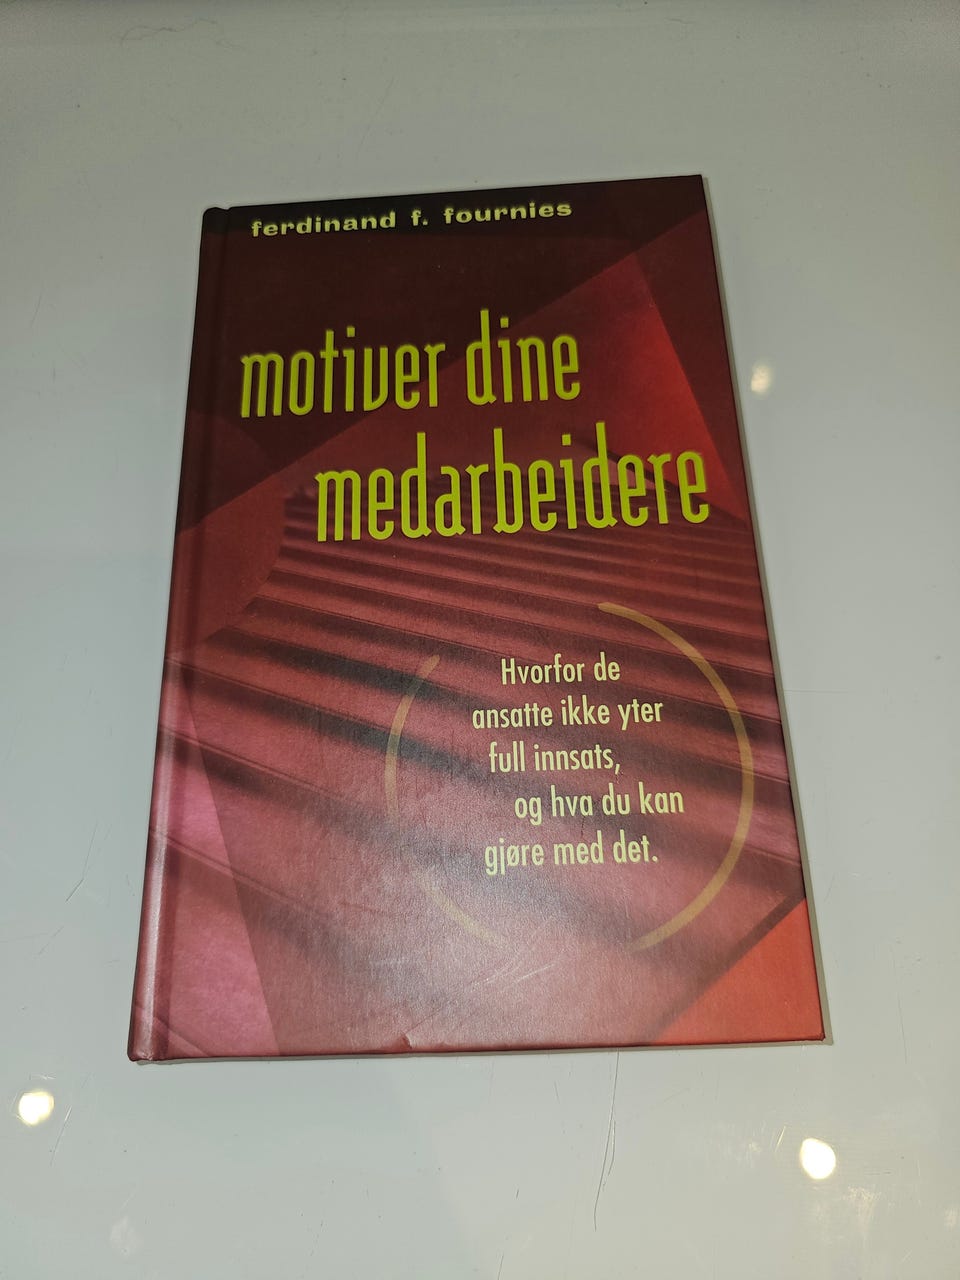 ferdinand f. fournies
motiver dine
medarbeidere
Hvorfor de
ansatte ikke yter
full innsats,
og hva du kan
gjøre med det.